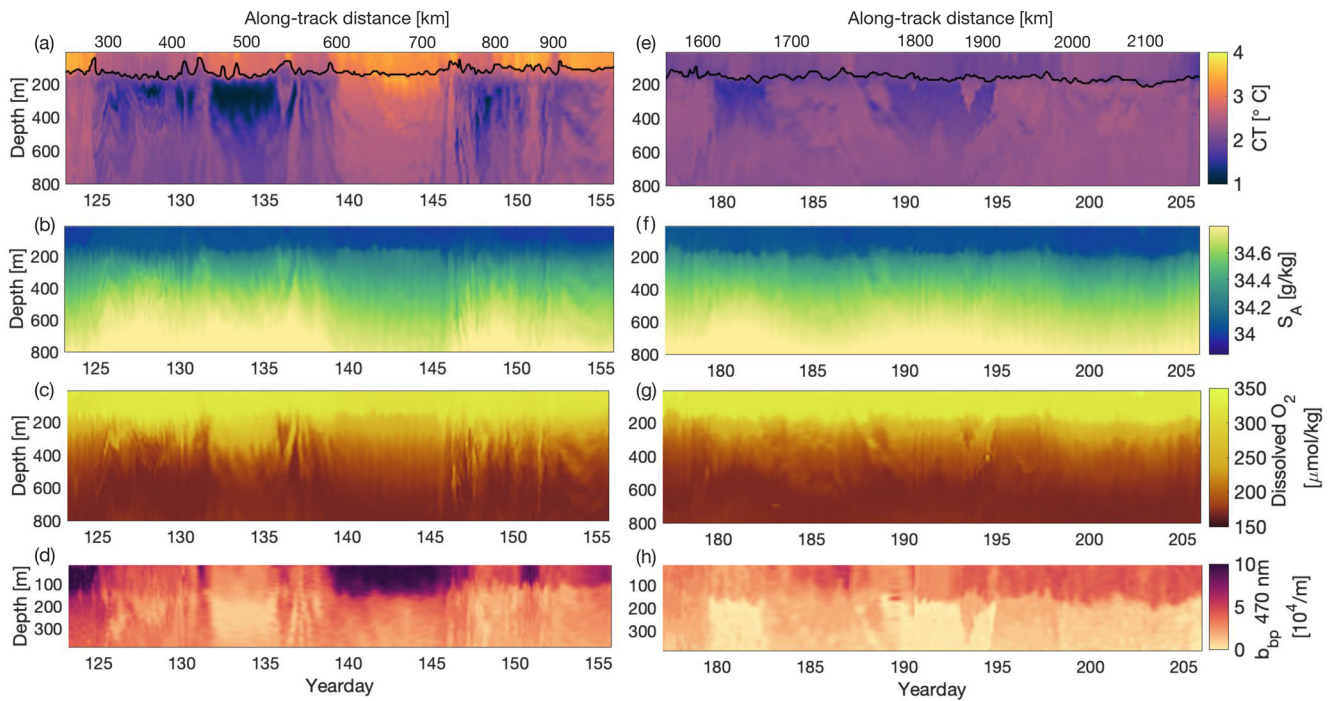 Along-track distance [km]
300 400 500 600 700 800 900
(a)
200
400
600
800
Depth [m]
125 130 135 140 145 150 155
(b)
200
400
600
800
Depth [m]
125 130 135 140 145 150 155
(c)
200
400
600
800
Depth [m]
125 130 135 140 145 150 155
(d)
100
200
300
Depth [m]
125 130 135 140 145 150 155
Yearday
Along-track distance [km]
1600 1700 1800 1900 2000 2100
(e)
200
400
600
800
180 185 190 195 200 205
4
3
2
1
CT [° C]
(f)
200
400
600
800
180 185 190 195 200 205
34.6
34.4
34.2
34
S_A [g/kg]
(g)
200
400
600
800
180 185 190 195 200 205
350
300
250
200
150
Dissolved O_2
[μmol/kg]
(h)
100
200
300
180 185 190 195 200 205
Yearday
10
5
0
b_bp 470 nm
[10^4/m]